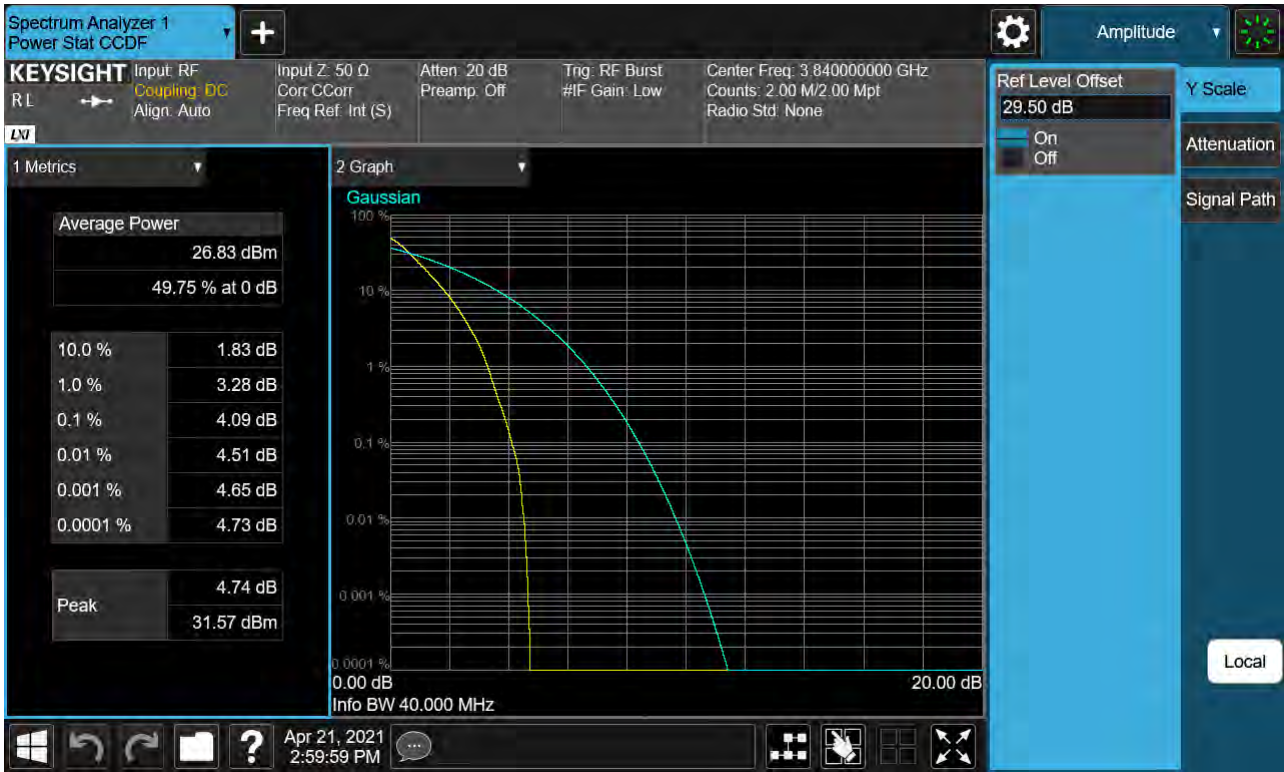 Spectrum Analyzer 1
Power Stat CCDF
+
Amplitude
KEYSIGHT
RL
LXI
Input: RF
Coupling: DC
Align: Auto
Input Z: 50 Ω
Corr CCorr
Freq Ref: Int (S)
Atten: 20 dB
Preamp: Off
Trig: RF Burst
#IF Gain: Low
Center Freq: 3.840000000 GHz
Counts: 2.00 M/2.00 Mpt
Radio Std: None
Ref Level Offset
29.50 dB
On
Off
Y Scale
Attenuation
Signal Path
Local
1 Metrics
Average Power
26.83 dBm
49.75 % at 0 dB
10.0 % 1.83 dB
1.0 % 3.28 dB
0.1 % 4.09 dB
0.01 % 4.51 dB
0.001 % 4.65 dB
0.0001 % 4.73 dB
Peak
4.74 dB
31.57 dBm
2 Graph
Gaussian
100 %
10 %
1 %
0.1 %
0.01 %
0.001 %
0.0001 %
0.00 dB 20.00 dB
Info BW 40.000 MHz
?
Apr 21, 2021
2:59:59 PM